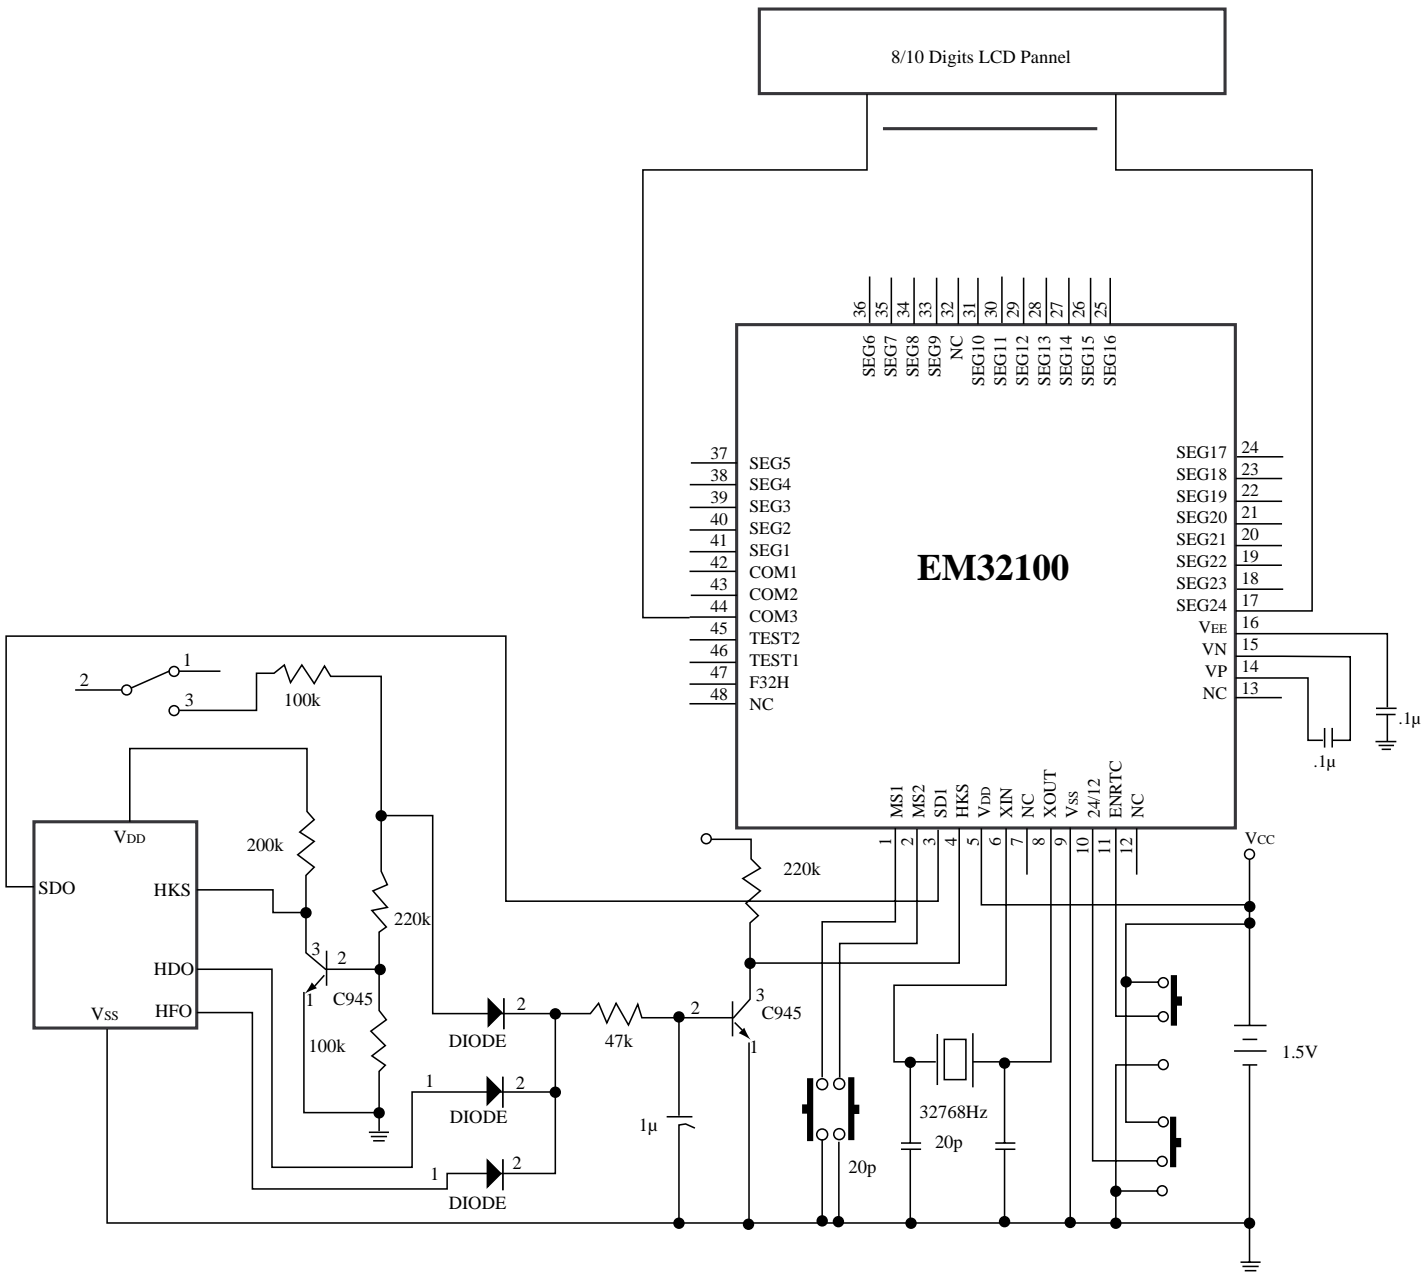 8/10 Digits LCD Pannel
36 35 34 33 32 31 30 29 28 27 26 25
SEG6 SEG7 SEG8 SEG9 NC SEG10 SEG11 SEG12 SEG13 SEG14 SEG15 SEG16
EM32100
37 SEG5
38 SEG4
39 SEG3
40 SEG2
41 SEG1
42 COM1
43 COM2
44 COM3
45 TEST2
46 TEST1
47 F32H
48 NC
SEG17 24
SEG18 23
SEG19 22
SEG20 21
SEG21 20
SEG22 19
SEG23 18
SEG24 17
VEE 16
VN 15
VP 14
NC 13
.1μ
.1μ
MS1 MS2 SD1 HKS VDD XIN NC XOUT VSS 24/12 ENRTC NC
1 2 3 4 5 6 7 8 9 10 11 12
2
1
3
100k
VDD
SDO
HKS
HDO
HFO
VSS
200k
220k
3
2
1
C945
100k
2
DIODE
1
2
DIODE
1
2
DIODE
47k
1μ
220k
2
3
C945
1
20p
32768Hz
20p
VCC
1.5V